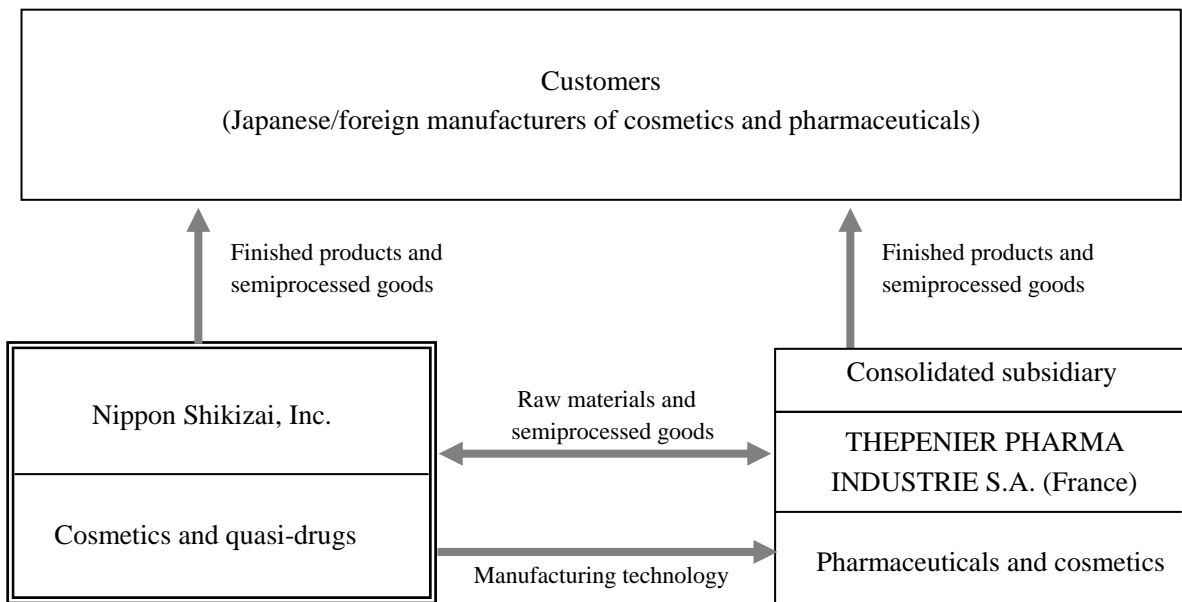 Customers
(Japanese/foreign manufacturers of cosmetics and pharmaceuticals)
Finished products and
semiprocessed goods
Finished products and
semiprocessed goods
Nippon Shikizai, Inc.
Cosmetics and quasi-drugs
Raw materials and
semiprocessed goods
Manufacturing technology
Consolidated subsidiary
THEPENIER PHARMA
INDUSTRIE S.A. (France)
Pharmaceuticals and cosmetics